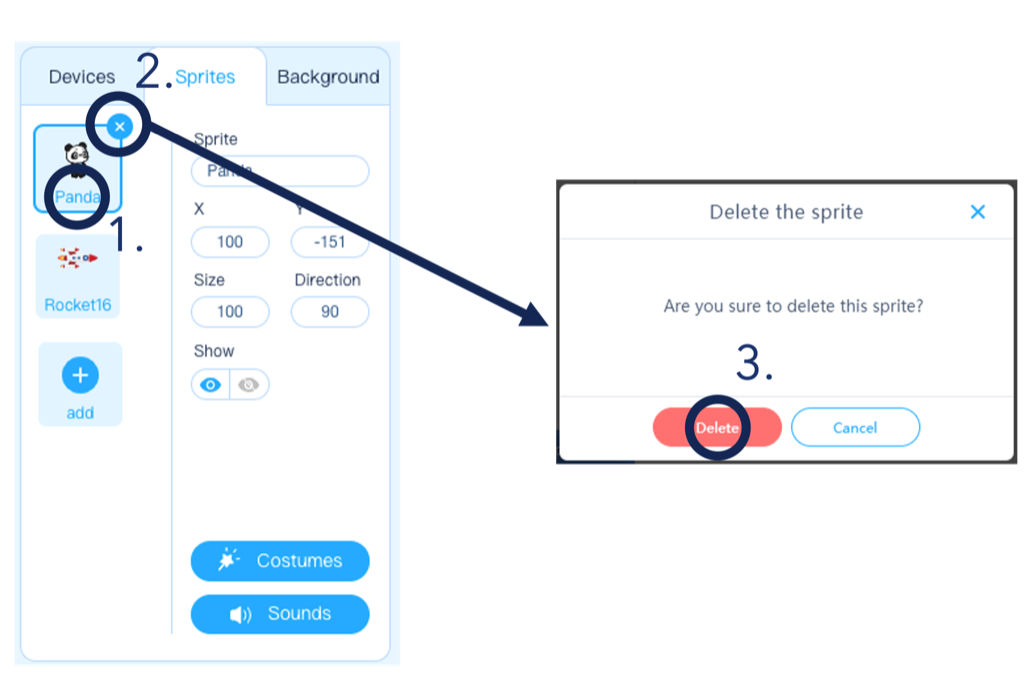 Devices
2.
Sprites
Background
Sprite
Panda
Panda
1.
X
Y
100
-151
Rocket16
Size
Direction
100
90
Show
add
Costumes
Sounds
Delete the sprite
Are you sure to delete this sprite?
3.
Delete
Cancel